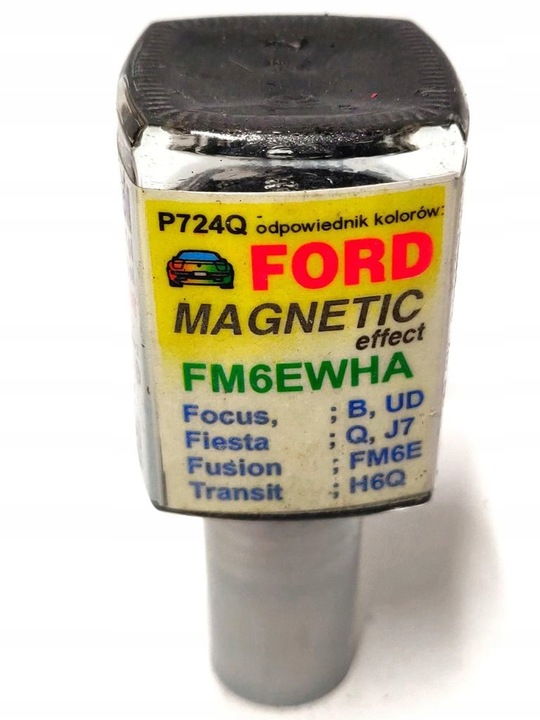 P724Q - odpowiednik kolorów:
FORD
MAGNETIC
effect
FM6EWHA
Focus, ; B, UD
Fiesta ; Q, J7
Fusion ; FM6E
Transit ; H6Q